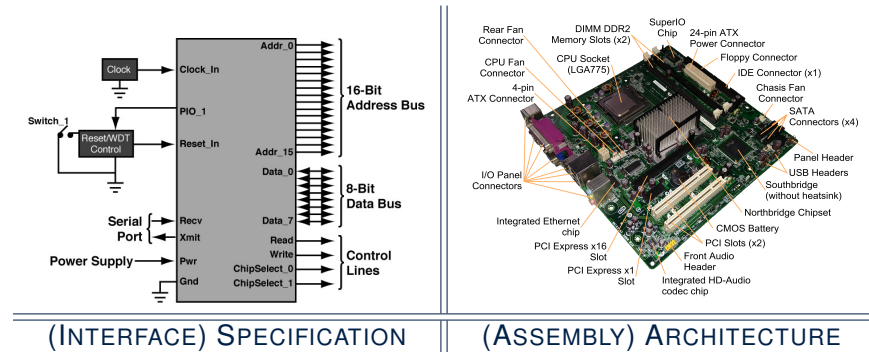 Clock
Clock_In
PIO_1
Switch_1
Reset/WDT
Control
Reset_In
Addr_0
16-Bit
Address Bus
Addr_15
Data_0
8-Bit
Data Bus
Data_7
Serial
Port
Recv
Xmit
Power Supply
Pwr
Gnd
Read
Write
ChipSelect_0
ChipSelect_1
Control
Lines
Rear Fan
Connector
CPU Fan
Connector
4-pin
ATX Connector
DIMM DDR2
Memory Slots (x2)
CPU Socket
(LGA775)
SuperIO
Chip
24-pin ATX
Power Connector
Floppy Connector
IDE Connector (x1)
Chasis Fan
Connector
SATA
Connectors (x4)
Panel Header
USB Headers
Southbridge
(without heatsink)
Northbridge Chipset
CMOS Battery
PCI Slots (x2)
Front Audio
Header
Integrated HD-Audio
codec chip
PCI Express x1
Slot
PCI Express x16
Slot
Integrated Ethernet
chip
I/O Panel
Connectors
(INTERFACE) SPECIFICATION
(ASSEMBLY) ARCHITECTURE